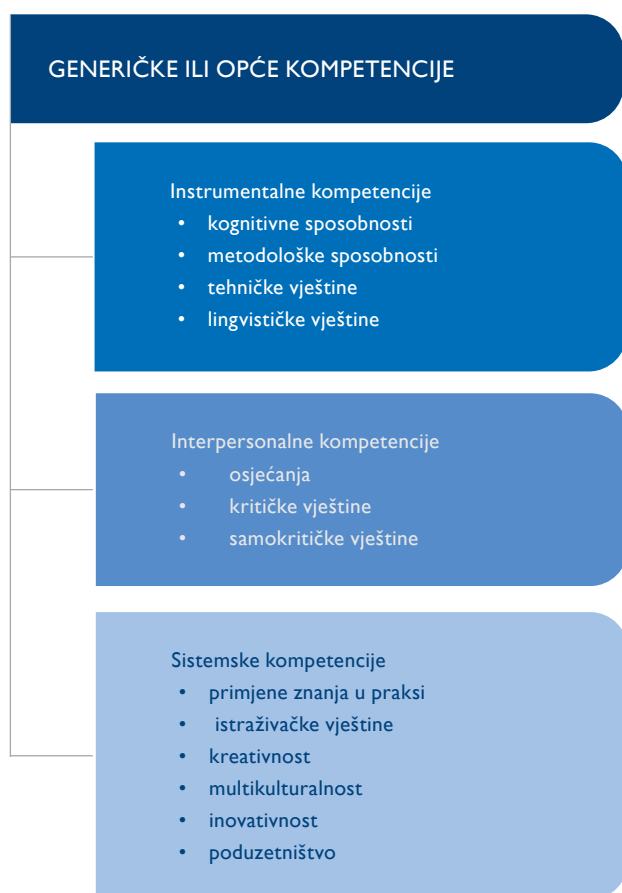 GENERIČKE ILI OPĆE KOMPETENCIJE
Instrumentalne kompetencije
• kognitivne sposobnosti
• metodološke sposobnosti
• tehničke vještine
• lingvističke vještine
Interpersonalne kompetencije
• osjećanja
• kritičke vještine
• samokritičke vještine
Sistemske kompetencije
• primjene znanja u praksi
• istraživačke vještine
• kreativnost
• multikulturalnost
• inovativnost
• poduzetništvo